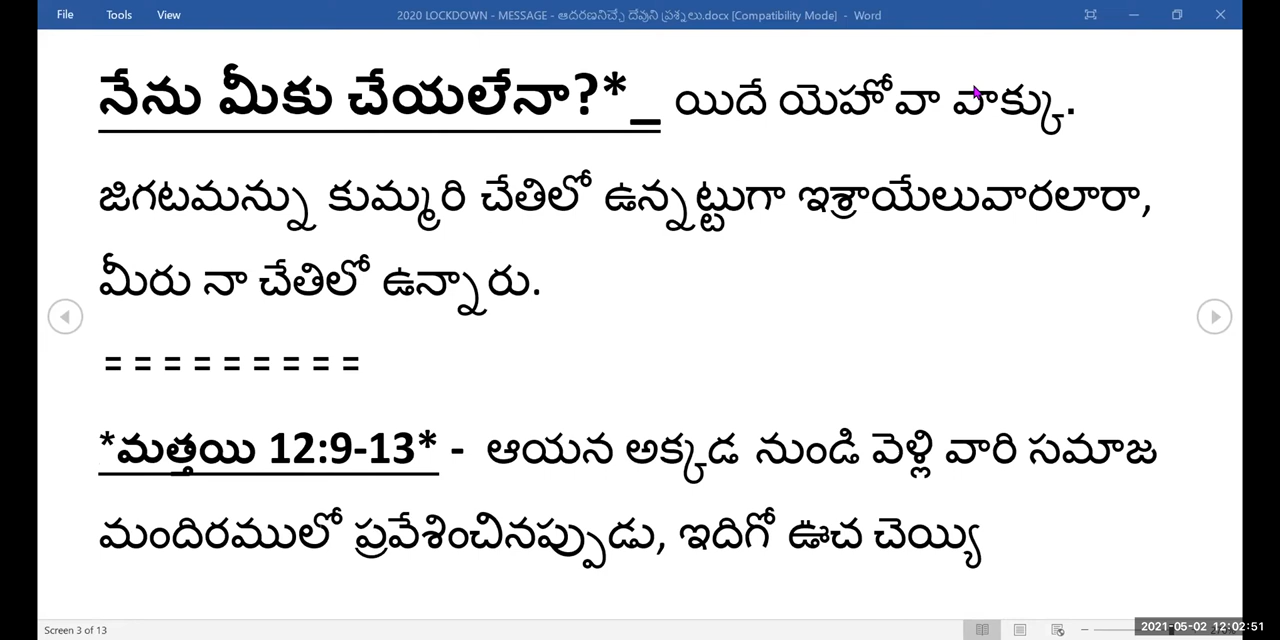 File Tools View 2020 LOCKDOWN - MESSAGE - ఆదరణనిచ్చే దేవుని ప్రశ్నలు.docx [Compatibility Mode] - Word
నేను మీకు చేయలేనా?*_ యిదే యెహోవా వాక్కు.
జిగటమన్ను కుమ్మరి చేతిలో ఉన్నట్టుగా ఇశ్రాయేలువారలారా,
మీరు నా చేతిలో ఉన్నారు.
= = = = = = = = =
*మత్తయి 12:9-13* - ఆయన అక్కడ నుండి వెళ్లి వారి సమాజ
మందిరములో ప్రవేశించినప్పుడు, ఇదిగో ఊచ చెయ్యి
Screen 3 of 13 2021-05-02 12:02:51